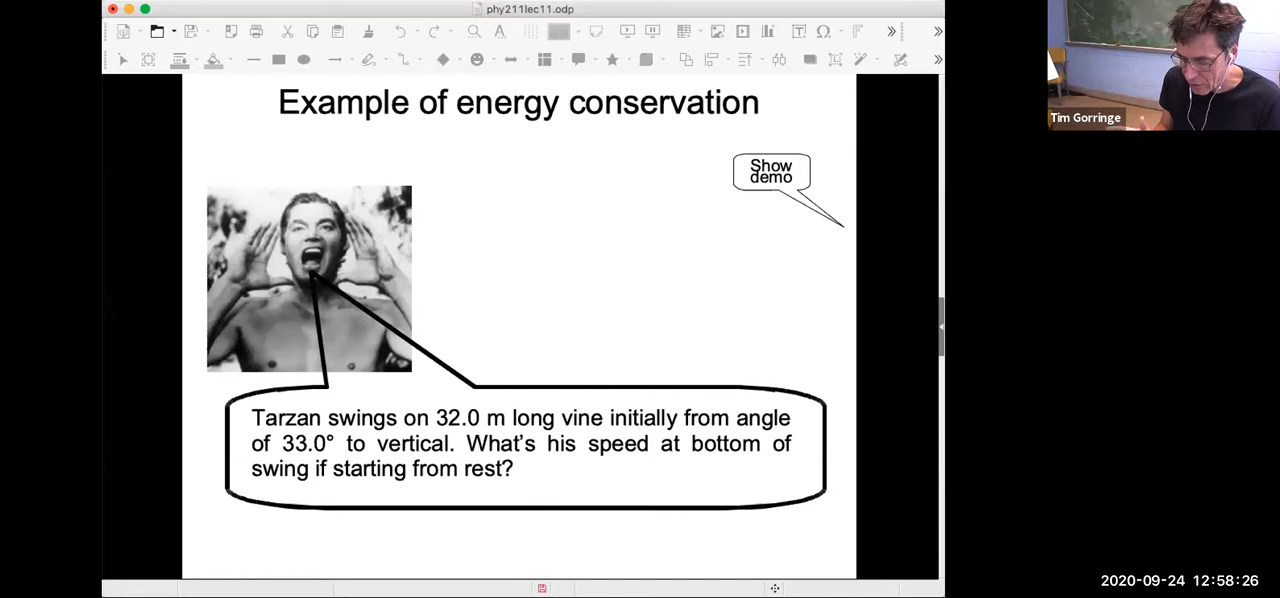 phy211lec11.odp
Example of energy conservation
Show
demo
Tarzan swings on 32.0 m long vine initially from angle
of 33.0° to vertical. What's his speed at bottom of
swing if starting from rest?
Tim Gorringe
2020-09-24 12:58:26